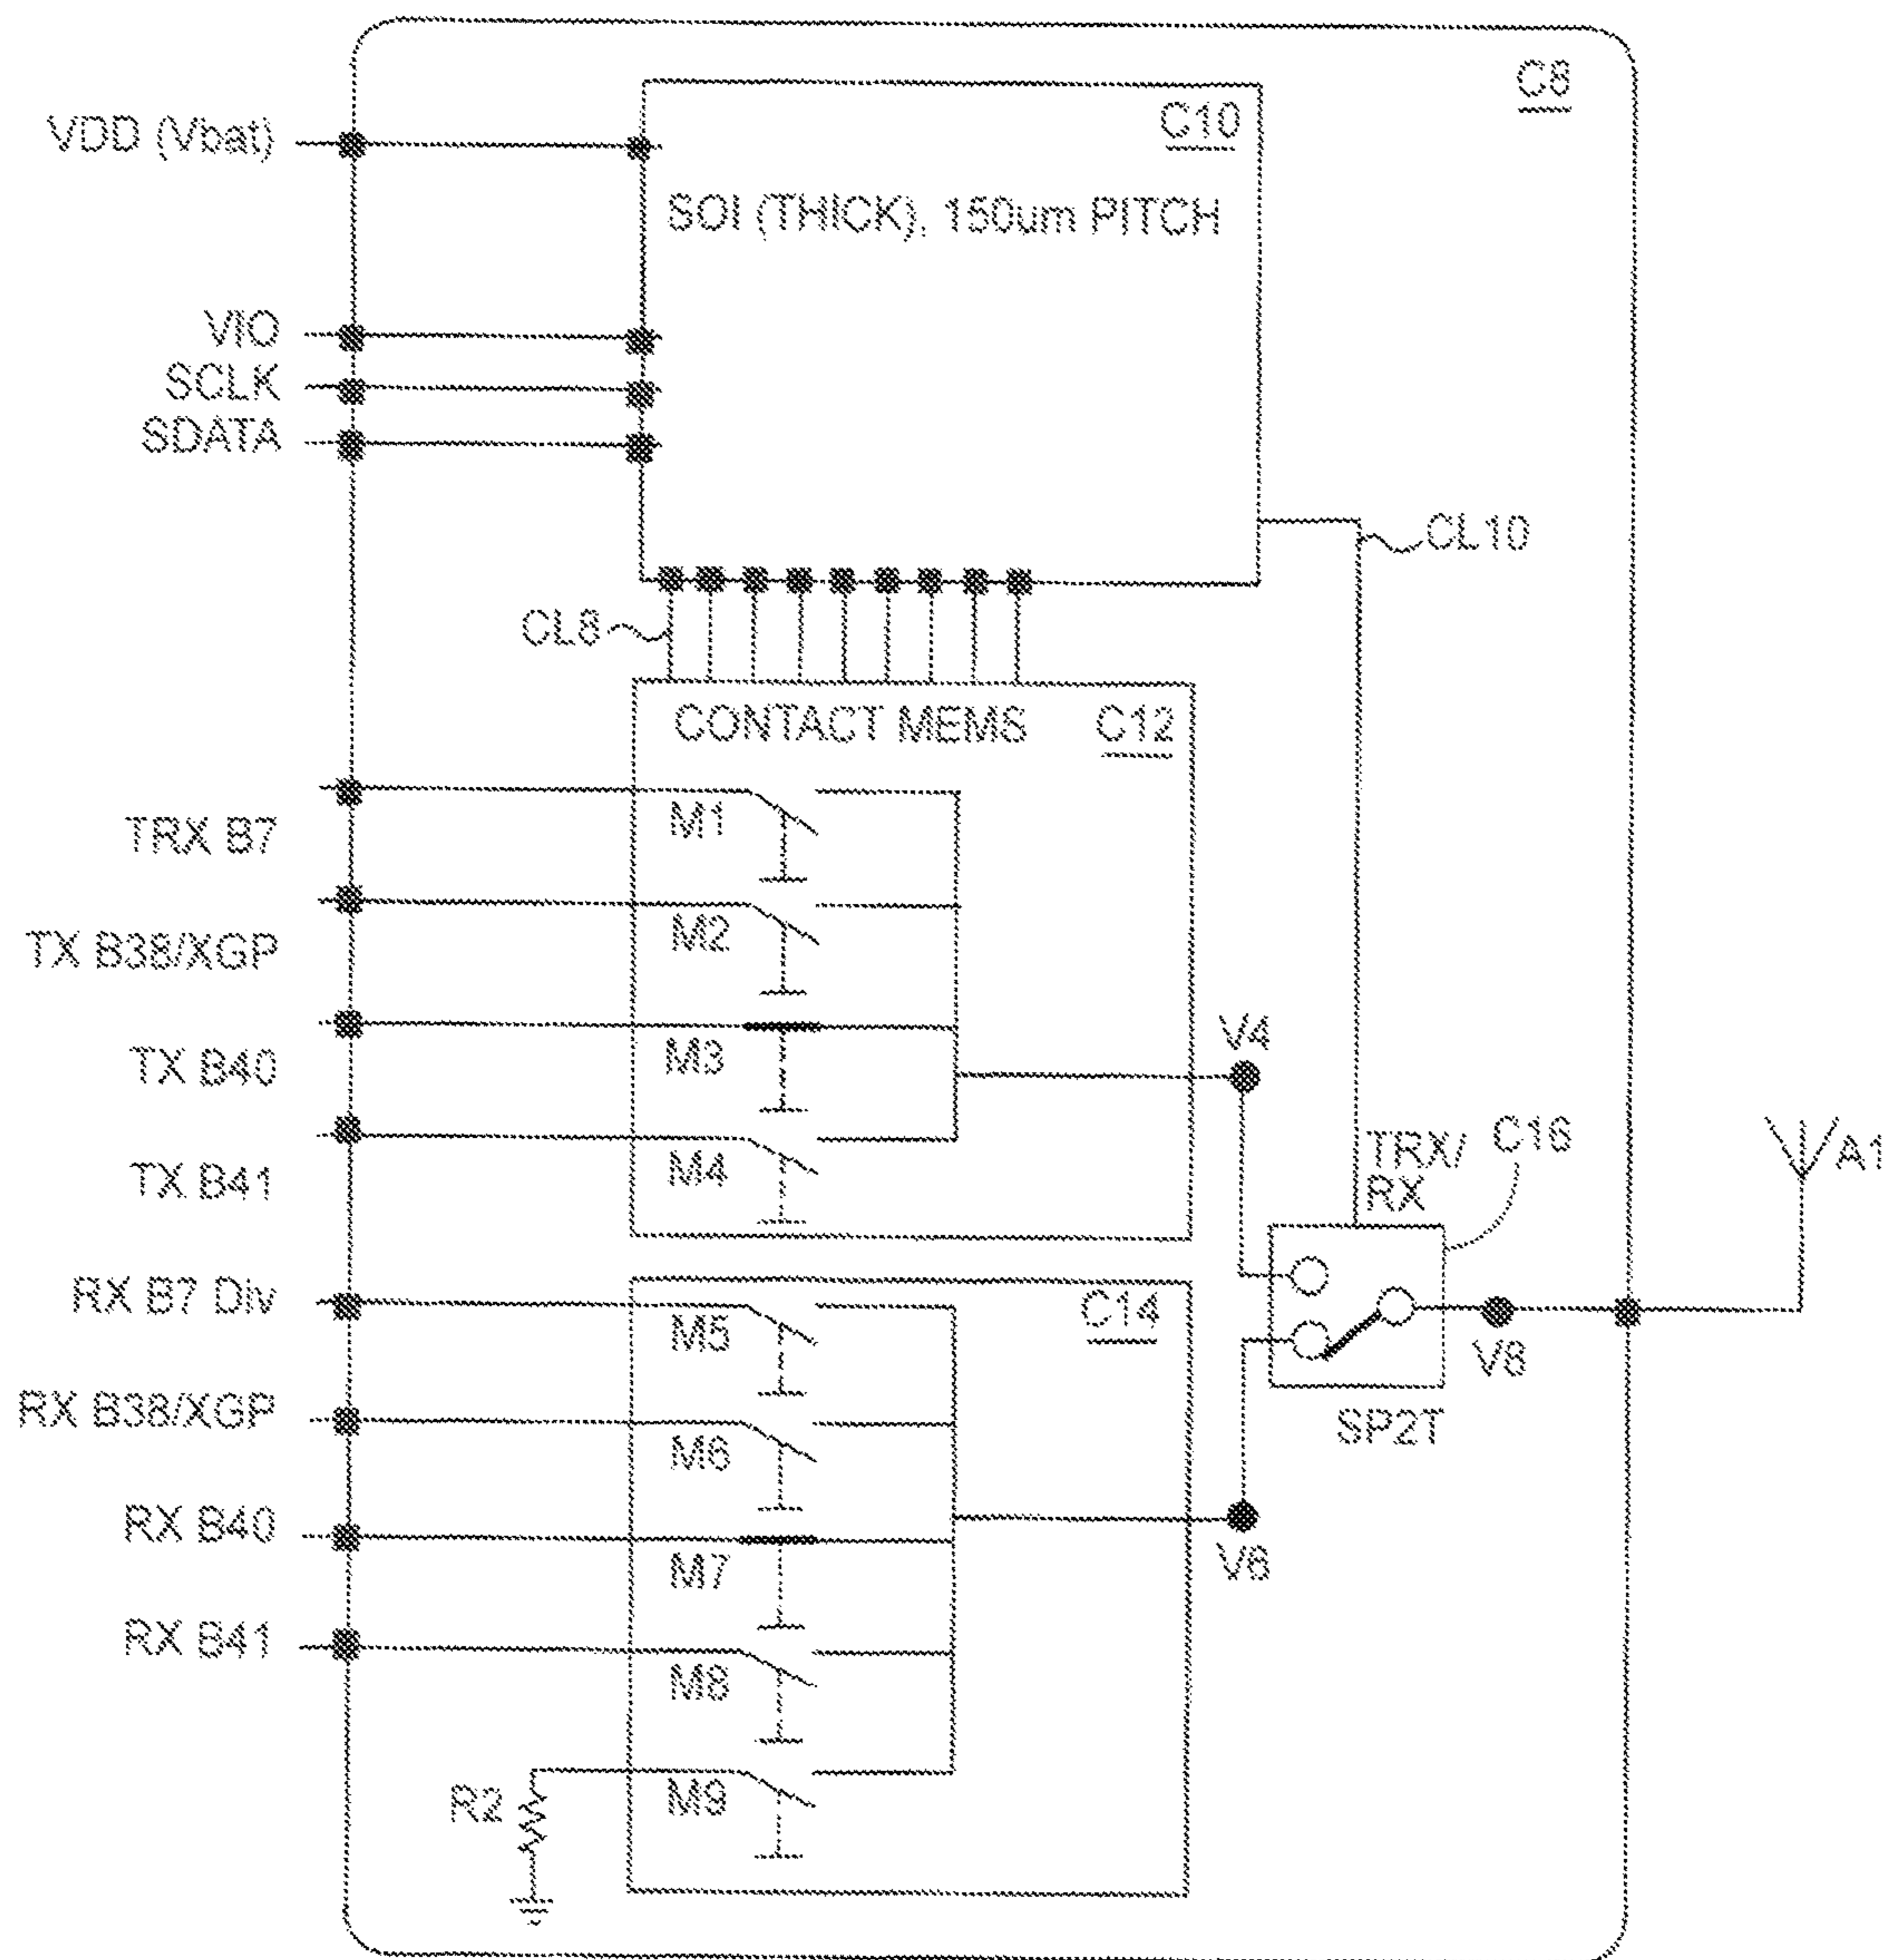 C8
VDD (Vbat)
C10
SOI (THICK), 150um PITCH
VIO
SCLK
SDATA
CL10
CL8
CONTACT MEMS
C12
TRX B7
M1
TX B38/XGP
M2
TX B40
M3
V4
TX B41
M4
TRX/
RX
C16
A1
RX B7 Div
M5
C14
V8
RX B38/XGP
M6
SP2T
RX B40
M7
V6
RX B41
M8
R2
M9